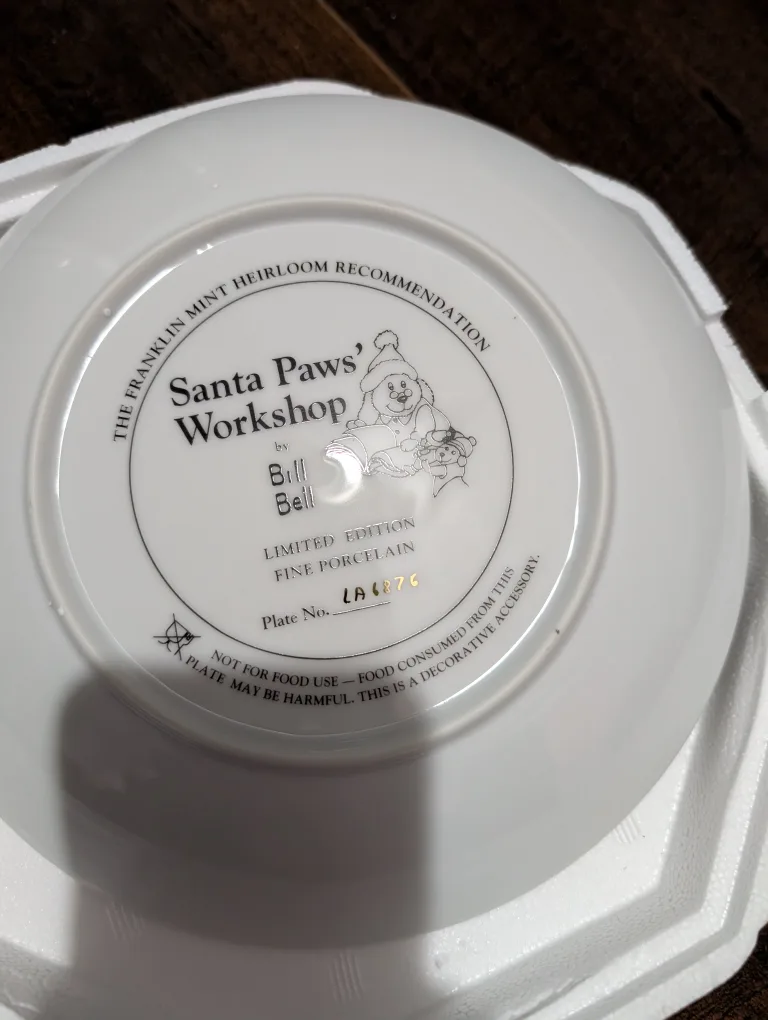 THE FRANKLIN MINT HEIRLOOM RECOMMENDATION
Santa Paws'
Workshop
by
Bill
Bell
LIMITED EDITION
FINE PORCELAIN
Plate No. LA6876
NOT FOR FOOD USE — FOOD CONSUMED FROM THIS
PLATE MAY BE HARMFUL. THIS IS A DECORATIVE ACCESSORY.